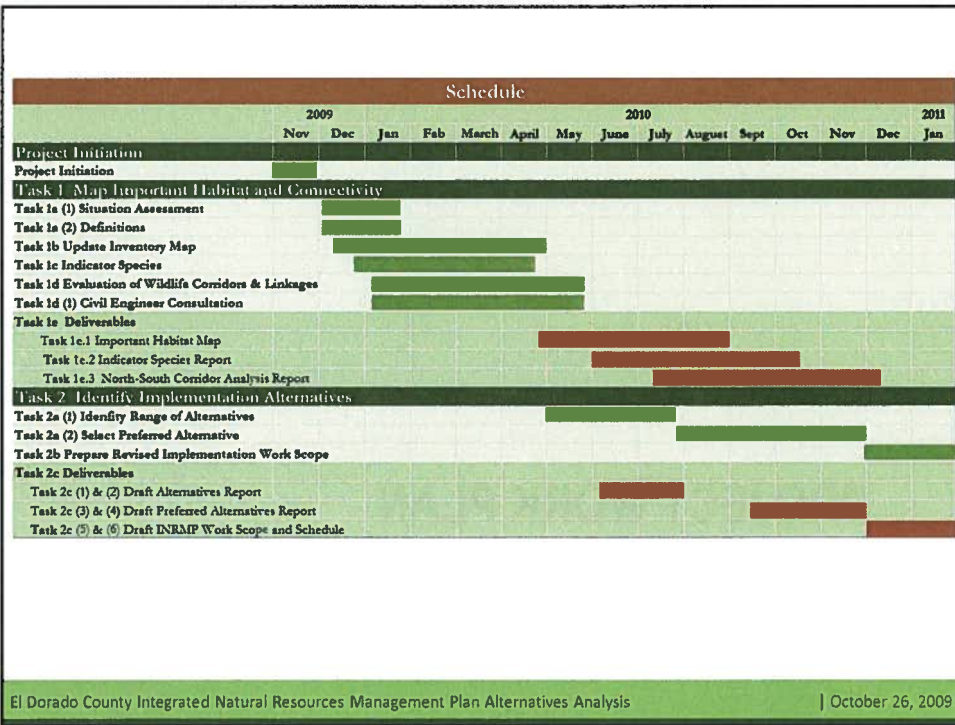 Schedule
2009 2010 2011
Nov Dec Jan Feb March April May June July August Sept Oct Nov Dec Jan
Project Initiation
Project Initiation
Task 1 Map Important Habitat and Connectivity
Task 1a (1) Situation Assessment
Task 1a (2) Definitions
Task 1b Update Inventory Map
Task 1c Indicator Species
Task 1d Evaluation of Wildlife Corridors & Linkages
Task 1d (1) Civil Engineer Consultation
Task 1e Deliverables
Task 1e.1 Important Habitat Map
Task 1e.2 Indicator Species Report
Task 1e.3 North-South Corridor Analysis Report
Task 2 Identify Implementation Alternatives
Task 2a (1) Idenfity Range of Alternatives
Task 2a (2) Select Preferred Alternative
Task 2b Prepare Revised Implementation Work Scope
Task 2c Deliverables
Task 2c (1) & (2) Draft Alternatives Report
Task 2c (3) & (4) Draft Preferred Alternatives Report
Task 2c (5) & (6) Draft INRMP Work Scope and Schedule
El Dorado County Integrated Natural Resources Management Plan Alternatives Analysis | October 26, 2009